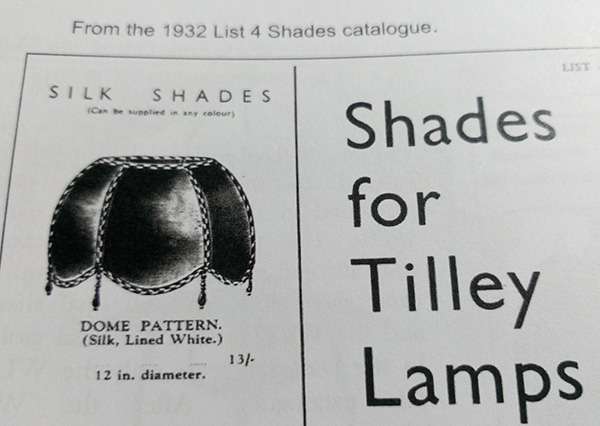 From the 1932 List 4 Shades catalogue.
SILK SHADES
(Can be supplied in any colour)
DOME PATTERN.
(Silk, Lined White.)
13/-
12 in. diameter.
LIST
Shades
for
Tilley
Lamps